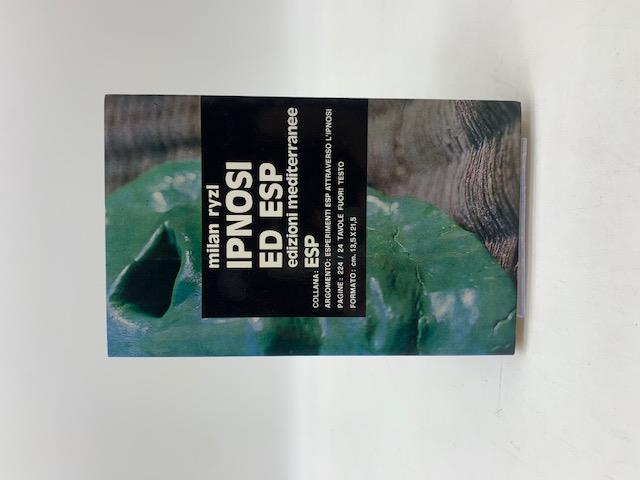 milan ryzl
IPNOSI
ED ESP
edizioni mediterranee
COLLANA: ESP
ARGOMENTO: ESPERIMENTI ESP ATTRAVERSO L'IPNOSI
PAGINE: 224 / 24 TAVOLE FUORI TESTO
FORMATO: cm. 13,5 X 21,5